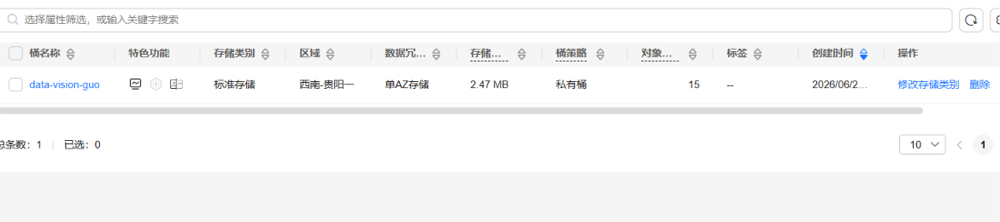 选择属性筛选，或输入关键字搜索
桶名称 特色功能 存储类别 区域 数据冗... 存储... 桶策略 对象... 标签 创建时间 操作
data-vision-guo 标准存储 西南-贵阳一 单AZ存储 2.47 MB 私有桶 15 -- 2026/06/2... 修改存储类别 删除
总条数：1 已选：0 10 1